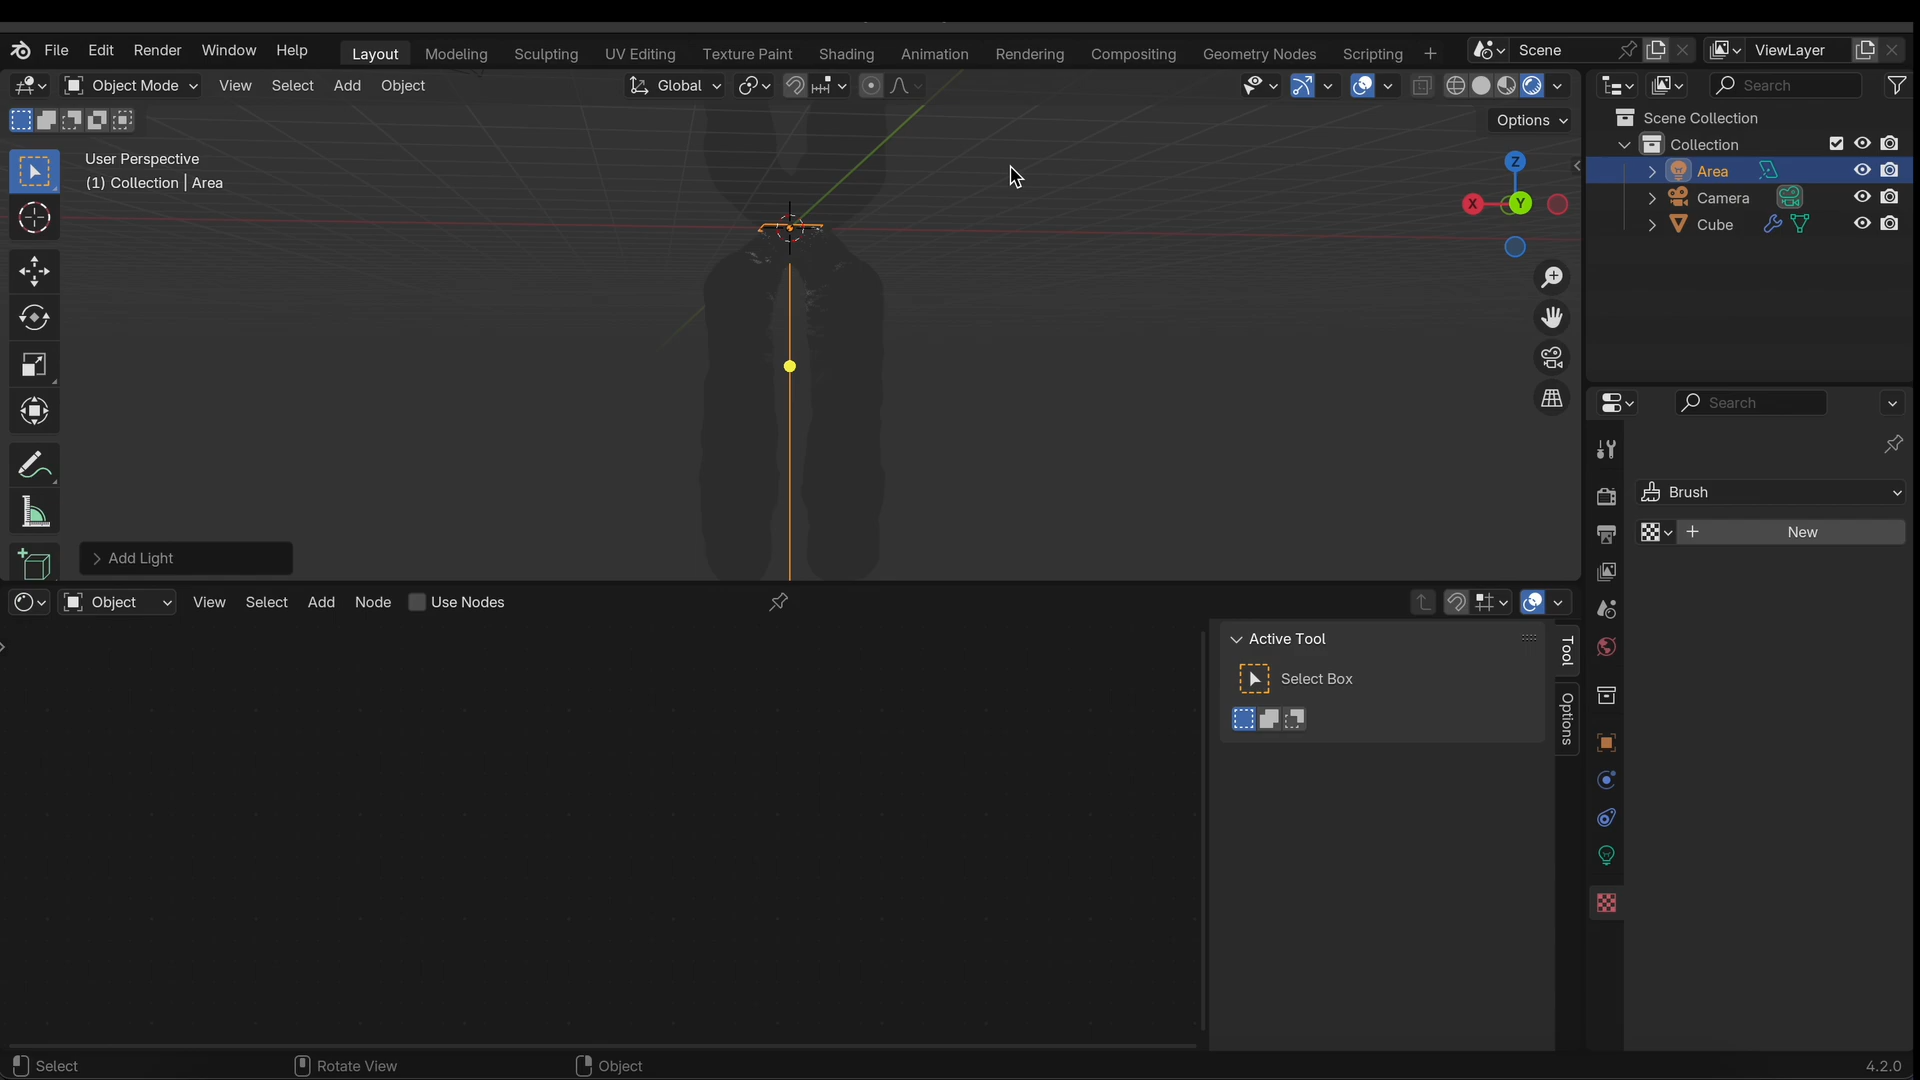 File Edit Render Window Help Layout Modeling Sculpting UV Editing Texture Paint Shading Animation Rendering Compositing Geometry Nodes Scripting + Scene ViewLayer
Object Mode View Select Add Object Global Search
Options
Scene Collection
Collection
Area
Camera
Cube
User Perspective
(1) Collection | Area
X Y Z
Add Light
Search
Brush
+ New
Object View Select Add Node Use Nodes
Active Tool
Select Box
Tool
Options
Select Rotate View Object 4.2.0